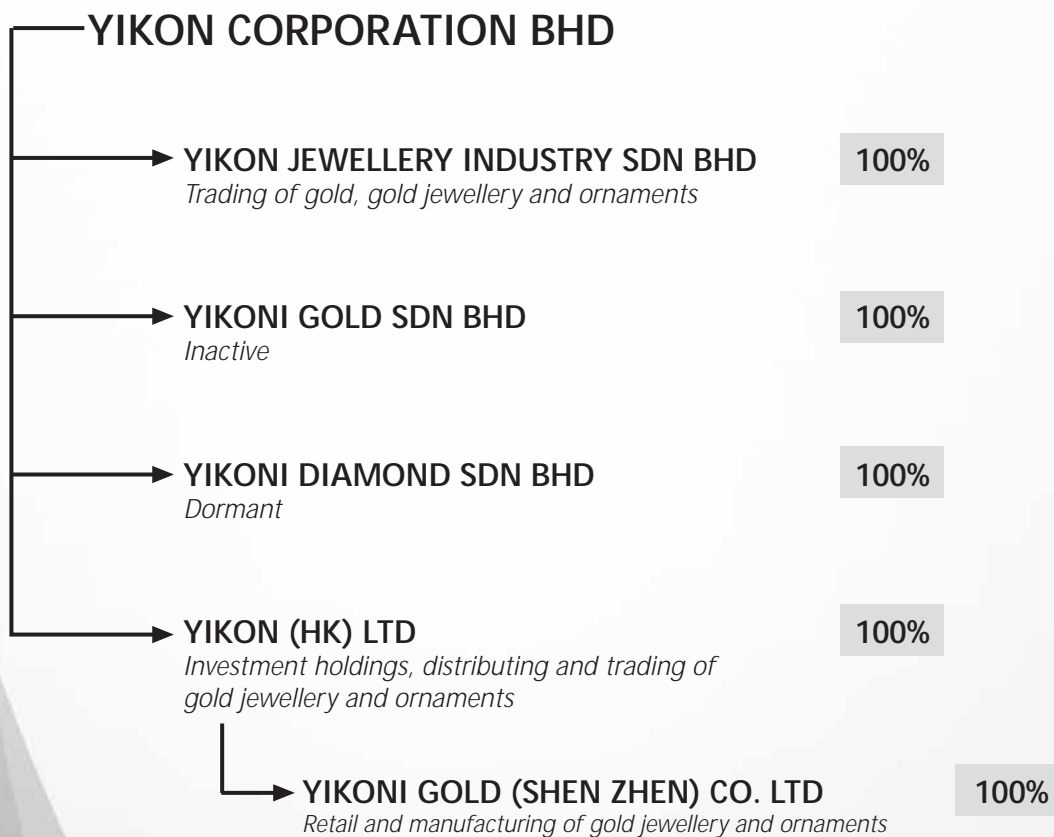 YIKON CORPORATION BHD
YIKON JEWELLERY INDUSTRY SDN BHD 100%
Trading of gold, gold jewellery and ornaments
YIKONI GOLD SDN BHD 100%
Inactive
YIKONI DIAMOND SDN BHD 100%
Dormant
YIKON (HK) LTD 100%
Investment holdings, distributing and trading of
gold jewellery and ornaments
YIKONI GOLD (SHEN ZHEN) CO. LTD 100%
Retail and manufacturing of gold jewellery and ornaments